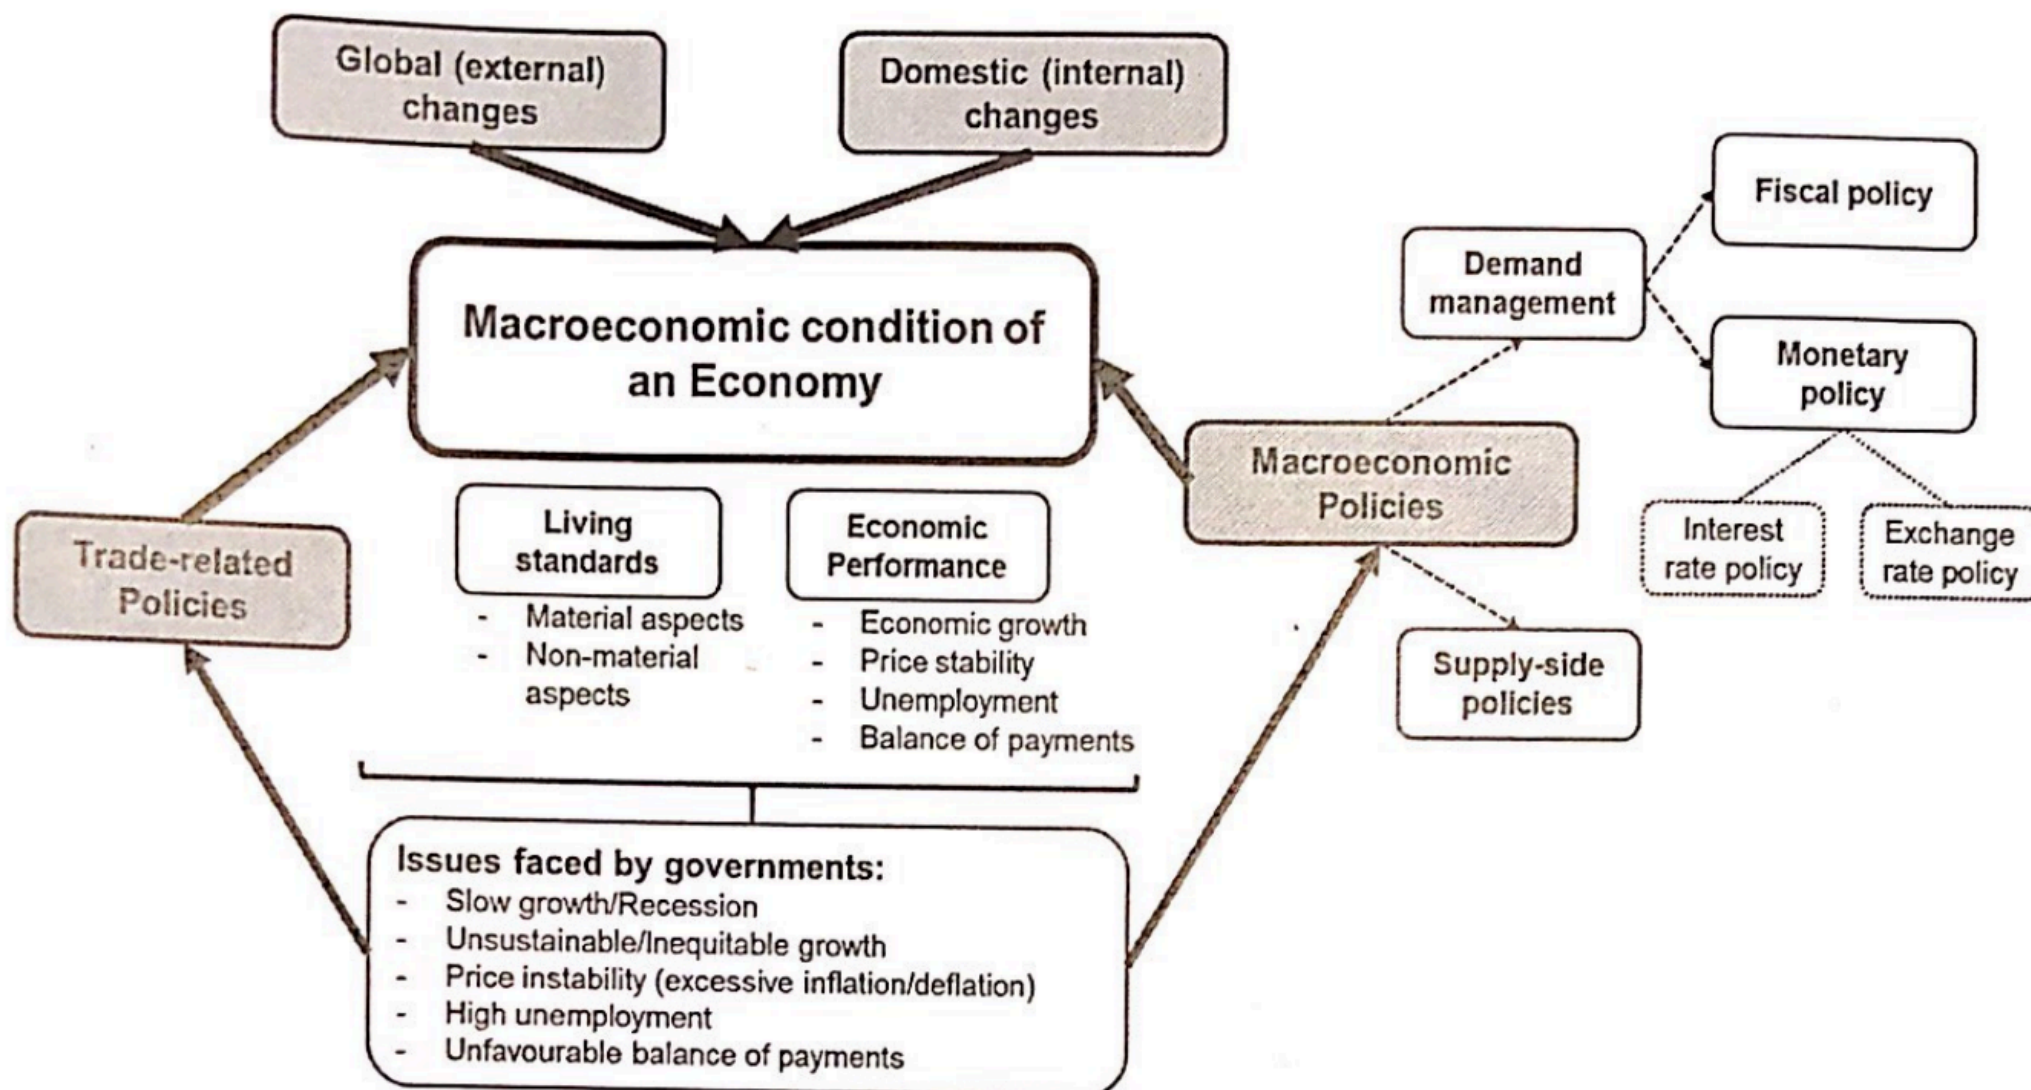 Global (external)
changes
Domestic (internal)
changes
Macroeconomic condition of
an Economy
Fiscal policy
Demand
management
Monetary
policy
Interest
rate policy
Exchange
rate policy
Macroeconomic
Policies
Supply-side
policies
Trade-related
Policies
Living
standards
- Material aspects
- Non-material
aspects
Economic
Performance
- Economic growth
- Price stability
- Unemployment
- Balance of payments
Issues faced by governments:
- Slow growth/Recession
- Unsustainable/Inequitable growth
- Price instability (excessive inflation/deflation)
- High unemployment
- Unfavourable balance of payments